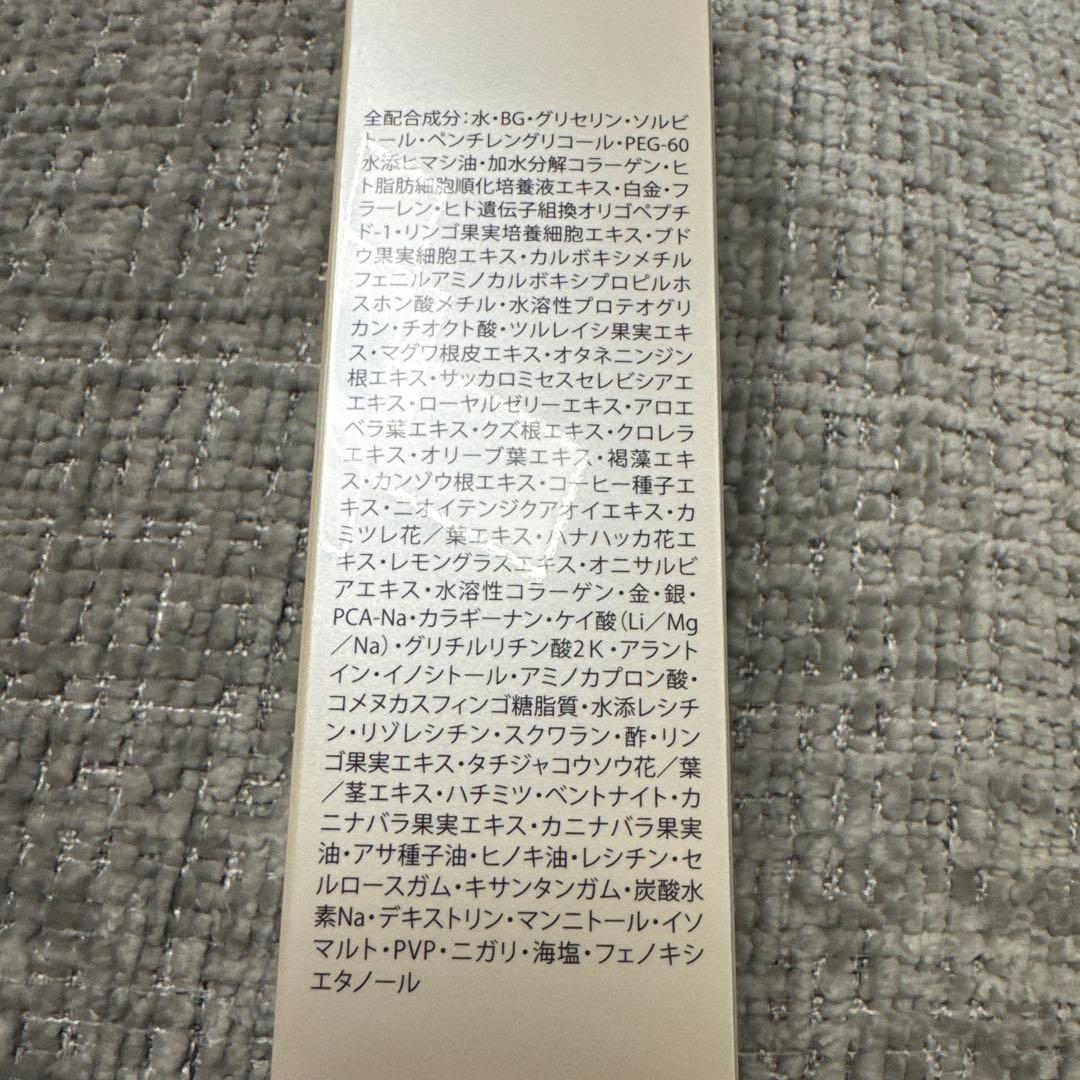 全配合成分:水・BG・グリセリン・ソルビ
トール・ペンチレングリコール・PEG-60
水添ヒマシ油・加水分解コラーゲン・ヒ
ト脂肪細胞順化培養液エキス・白金・フ
ラーレン・ヒト遺伝子組換オリゴペプチ
ド-1・リンゴ果実培養細胞エキス・ブド
ウ果実細胞エキス・カルボキシメチル
フェニルアミノカルボキシプロピルホ
スホン酸メチル・水溶性プロテオグリ
カン・チオクト酸・ツルレイシ果実エキ
ス・マグワ根皮エキス・オタネニンジン
根エキス・サッカロミセスセレビシアエ
エキス・ローヤルゼリーエキス・アロエ
ベラ葉エキス・クズ根エキス・クロレラ
エキス・オリーブ葉エキス・褐藻エキ
ス・カンゾウ根エキス・コーヒー種子エ
キス・ニオイテンジクアオイエキス・カ
ミツレ花/葉エキス・ハナハッカ花エ
キス・レモングラスエキス・オニサルビ
アエキス・水溶性コラーゲン・金・銀・
PCA-Na・カラギーナン・ケイ酸(Li/Mg
/Na)・グリチルリチン酸2K・アラント
イン・イノシトール・アミノカプロン酸・
コメヌカスフィンゴ糖脂質・水添レシチ
ン・リゾレシチン・スクワラン・酢・リン
ゴ果実エキス・タチジャコウソウ花/葉
/茎エキス・ハチミツ・ベントナイト・カ
ニナバラ果実エキス・カニナバラ果実
油・アサ種子油・ヒノキ油・レシチン・セ
ルロースガム・キサンタンガム・炭酸水
素Na・デキストリン・マンニトール・イソ
マルト・PVP・ニガリ・海塩・フェノキシ
エタノール